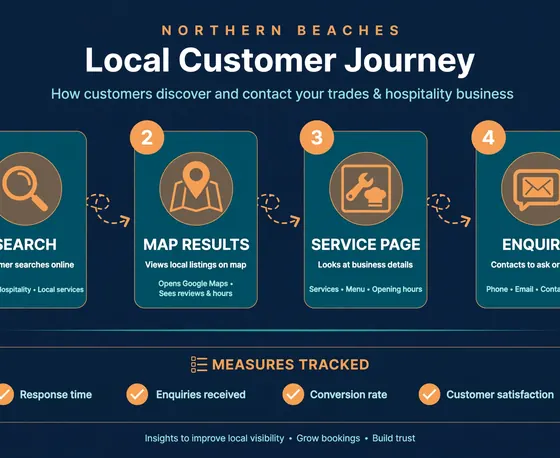 NORTHERN BEACHES
Local Customer Journey
How customers discover and contact your trades & hospitality business
SEARCH
mer searches online
Hospitality • Local services
2
MAP RESULTS
Views local listings on map
Opens Google Maps •
Sees reviews & hours
3
SERVICE PAGE
Looks at business details
Services • Menu • Opening hours
4
ENQUIR
Contacts to ask or
Phone • Email • Conta
MEASURES TRACKED
Response time
Enquiries received
Conversion rate
Customer satisfaction
Insights to improve local visibility • Grow bookings • Build trust